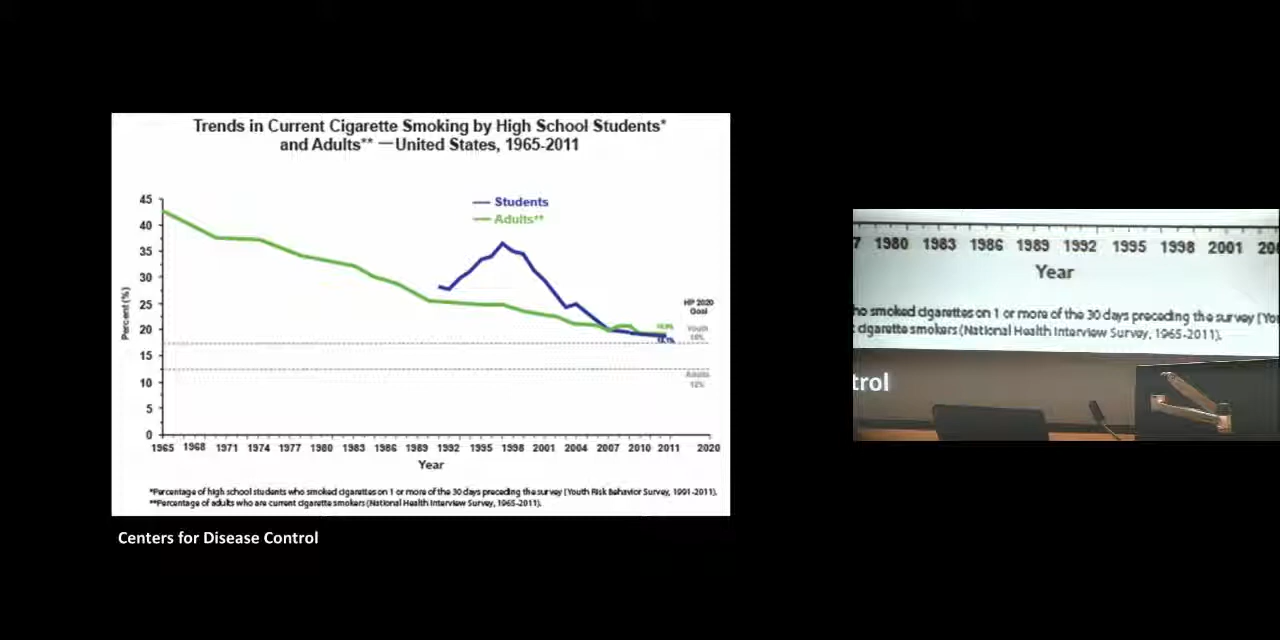 Trends in Current Cigarette Smoking by High School Students*
and Adults** — United States, 1965-2011
Students
Adults**
45
40
35
30
25
20
15
10
5
0
Percent (%)
HP 2020
Goal
Youth
16%
Adults
12%
1965 1968 1971 1974 1977 1980 1983 1986 1989 1992 1995 1998 2001 2004 2007 2010 2011 2020
Year
*Percentage of high school students who smoked cigarettes on 1 or more of the 30 days preceding the survey (Youth Risk Behavior Survey, 1991-2011).
**Percentage of adults who are current cigarette smokers (National Health Interview Survey, 1965-2011).
Centers for Disease Control
7 1980 1983 1986 1989 1992 1995 1998 2001 200
Year
ho smoked cigarettes on 1 or more of the 30 days preceding the survey (You
cigarette smokers (National Health Interview Survey, 1965-2011).
trol